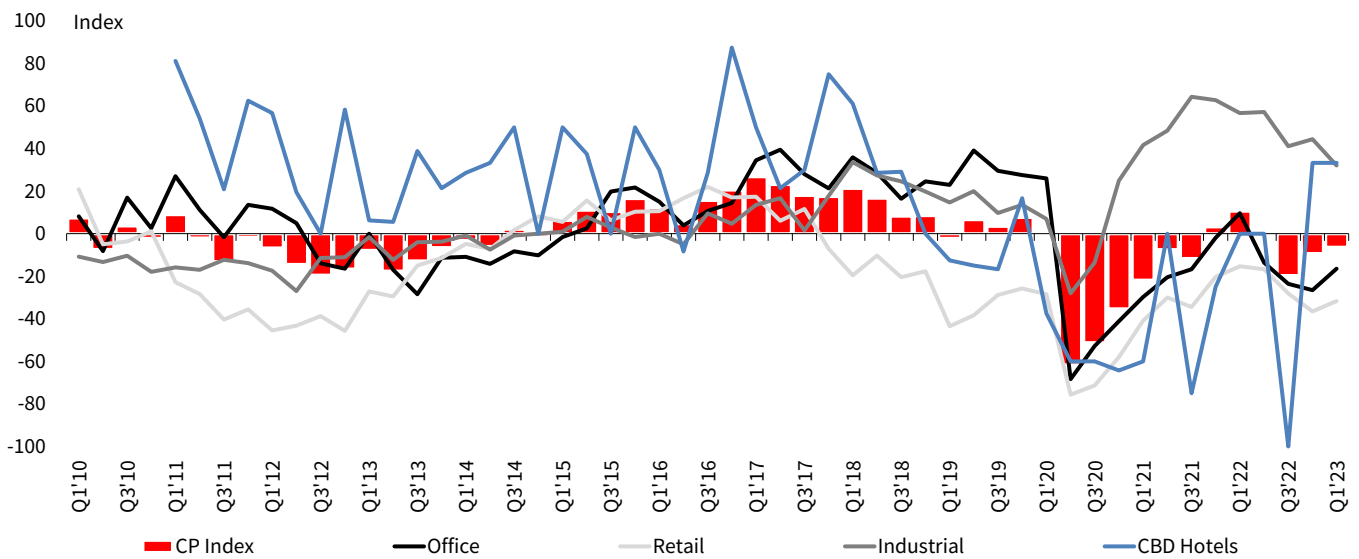 Index
100
80
60
40
20
0
-20
-40
-60
-80
-100
Q1'10
Q3'10
Q1'11
Q3'11
Q1'12
Q3'12
Q1'13
Q3'13
Q1'14
Q3'14
Q1'15
Q3'15
Q1'16
Q3'16
Q1'17
Q3'17
Q1'18
Q3'18
Q1'19
Q3'19
Q1'20
Q3'20
Q1'21
Q3'21
Q1'22
Q3'22
Q1'23
CP Index Office Retail Industrial CBD Hotels